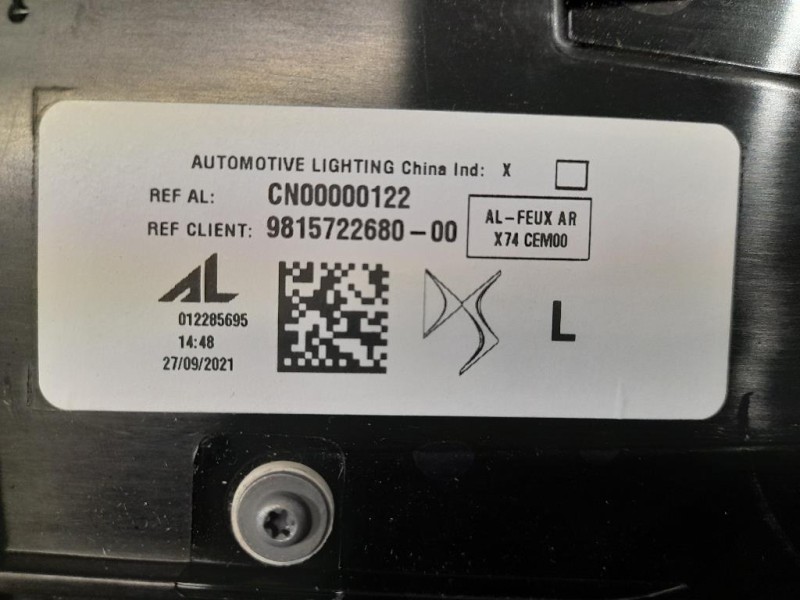 AUTOMOTIVE LIGHTING China Ind: X
REF AL: CN00000122
REF CLIENT: 9815722680-00
AL-FEUX AR
X74 CEM00
AL
012285695
14:48
27/09/2021
DS
L